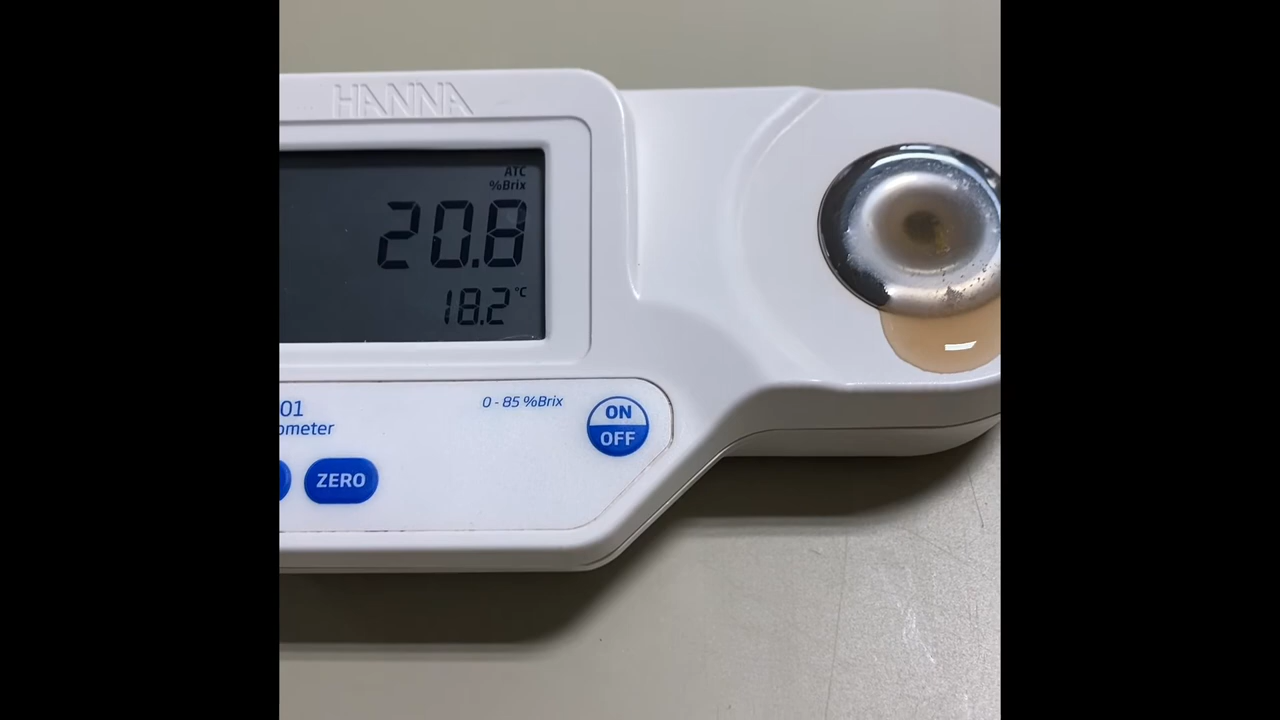 HANNA
ATC
%Brix
20.8
18.2 °C
0 - 85 %Brix
01
ometer
ON
OFF
ZERO